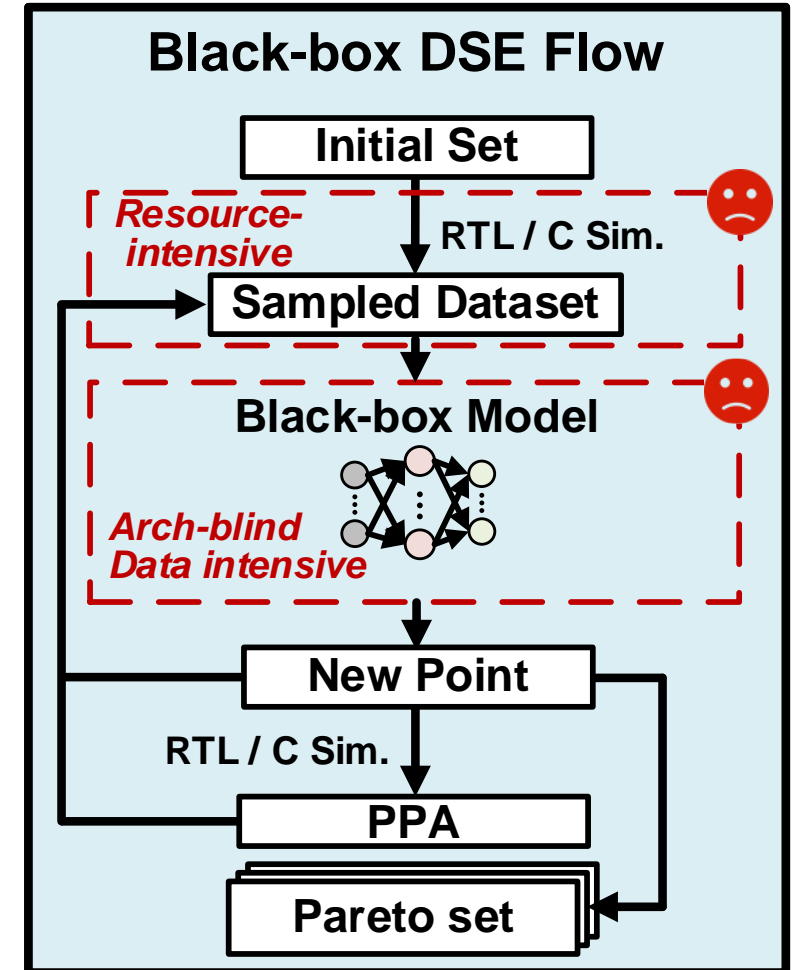 Black-box DSE Flow
Initial Set
Resource-
intensive
RTL / C Sim.
Sampled Dataset
Black-box Model
Arch-blind
Data intensive
New Point
RTL / C Sim.
PPA
Pareto set